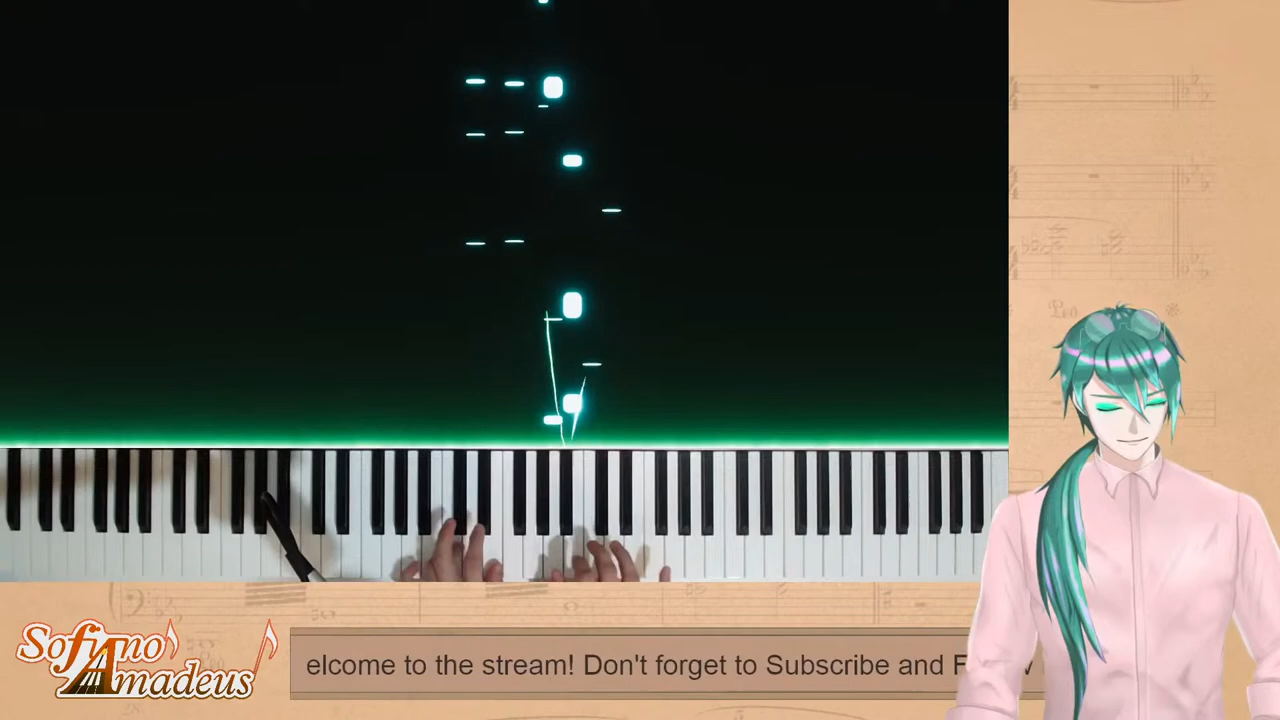 Sofiano
Amadeus
elcome to the stream! Don't forget to Subscribe and F